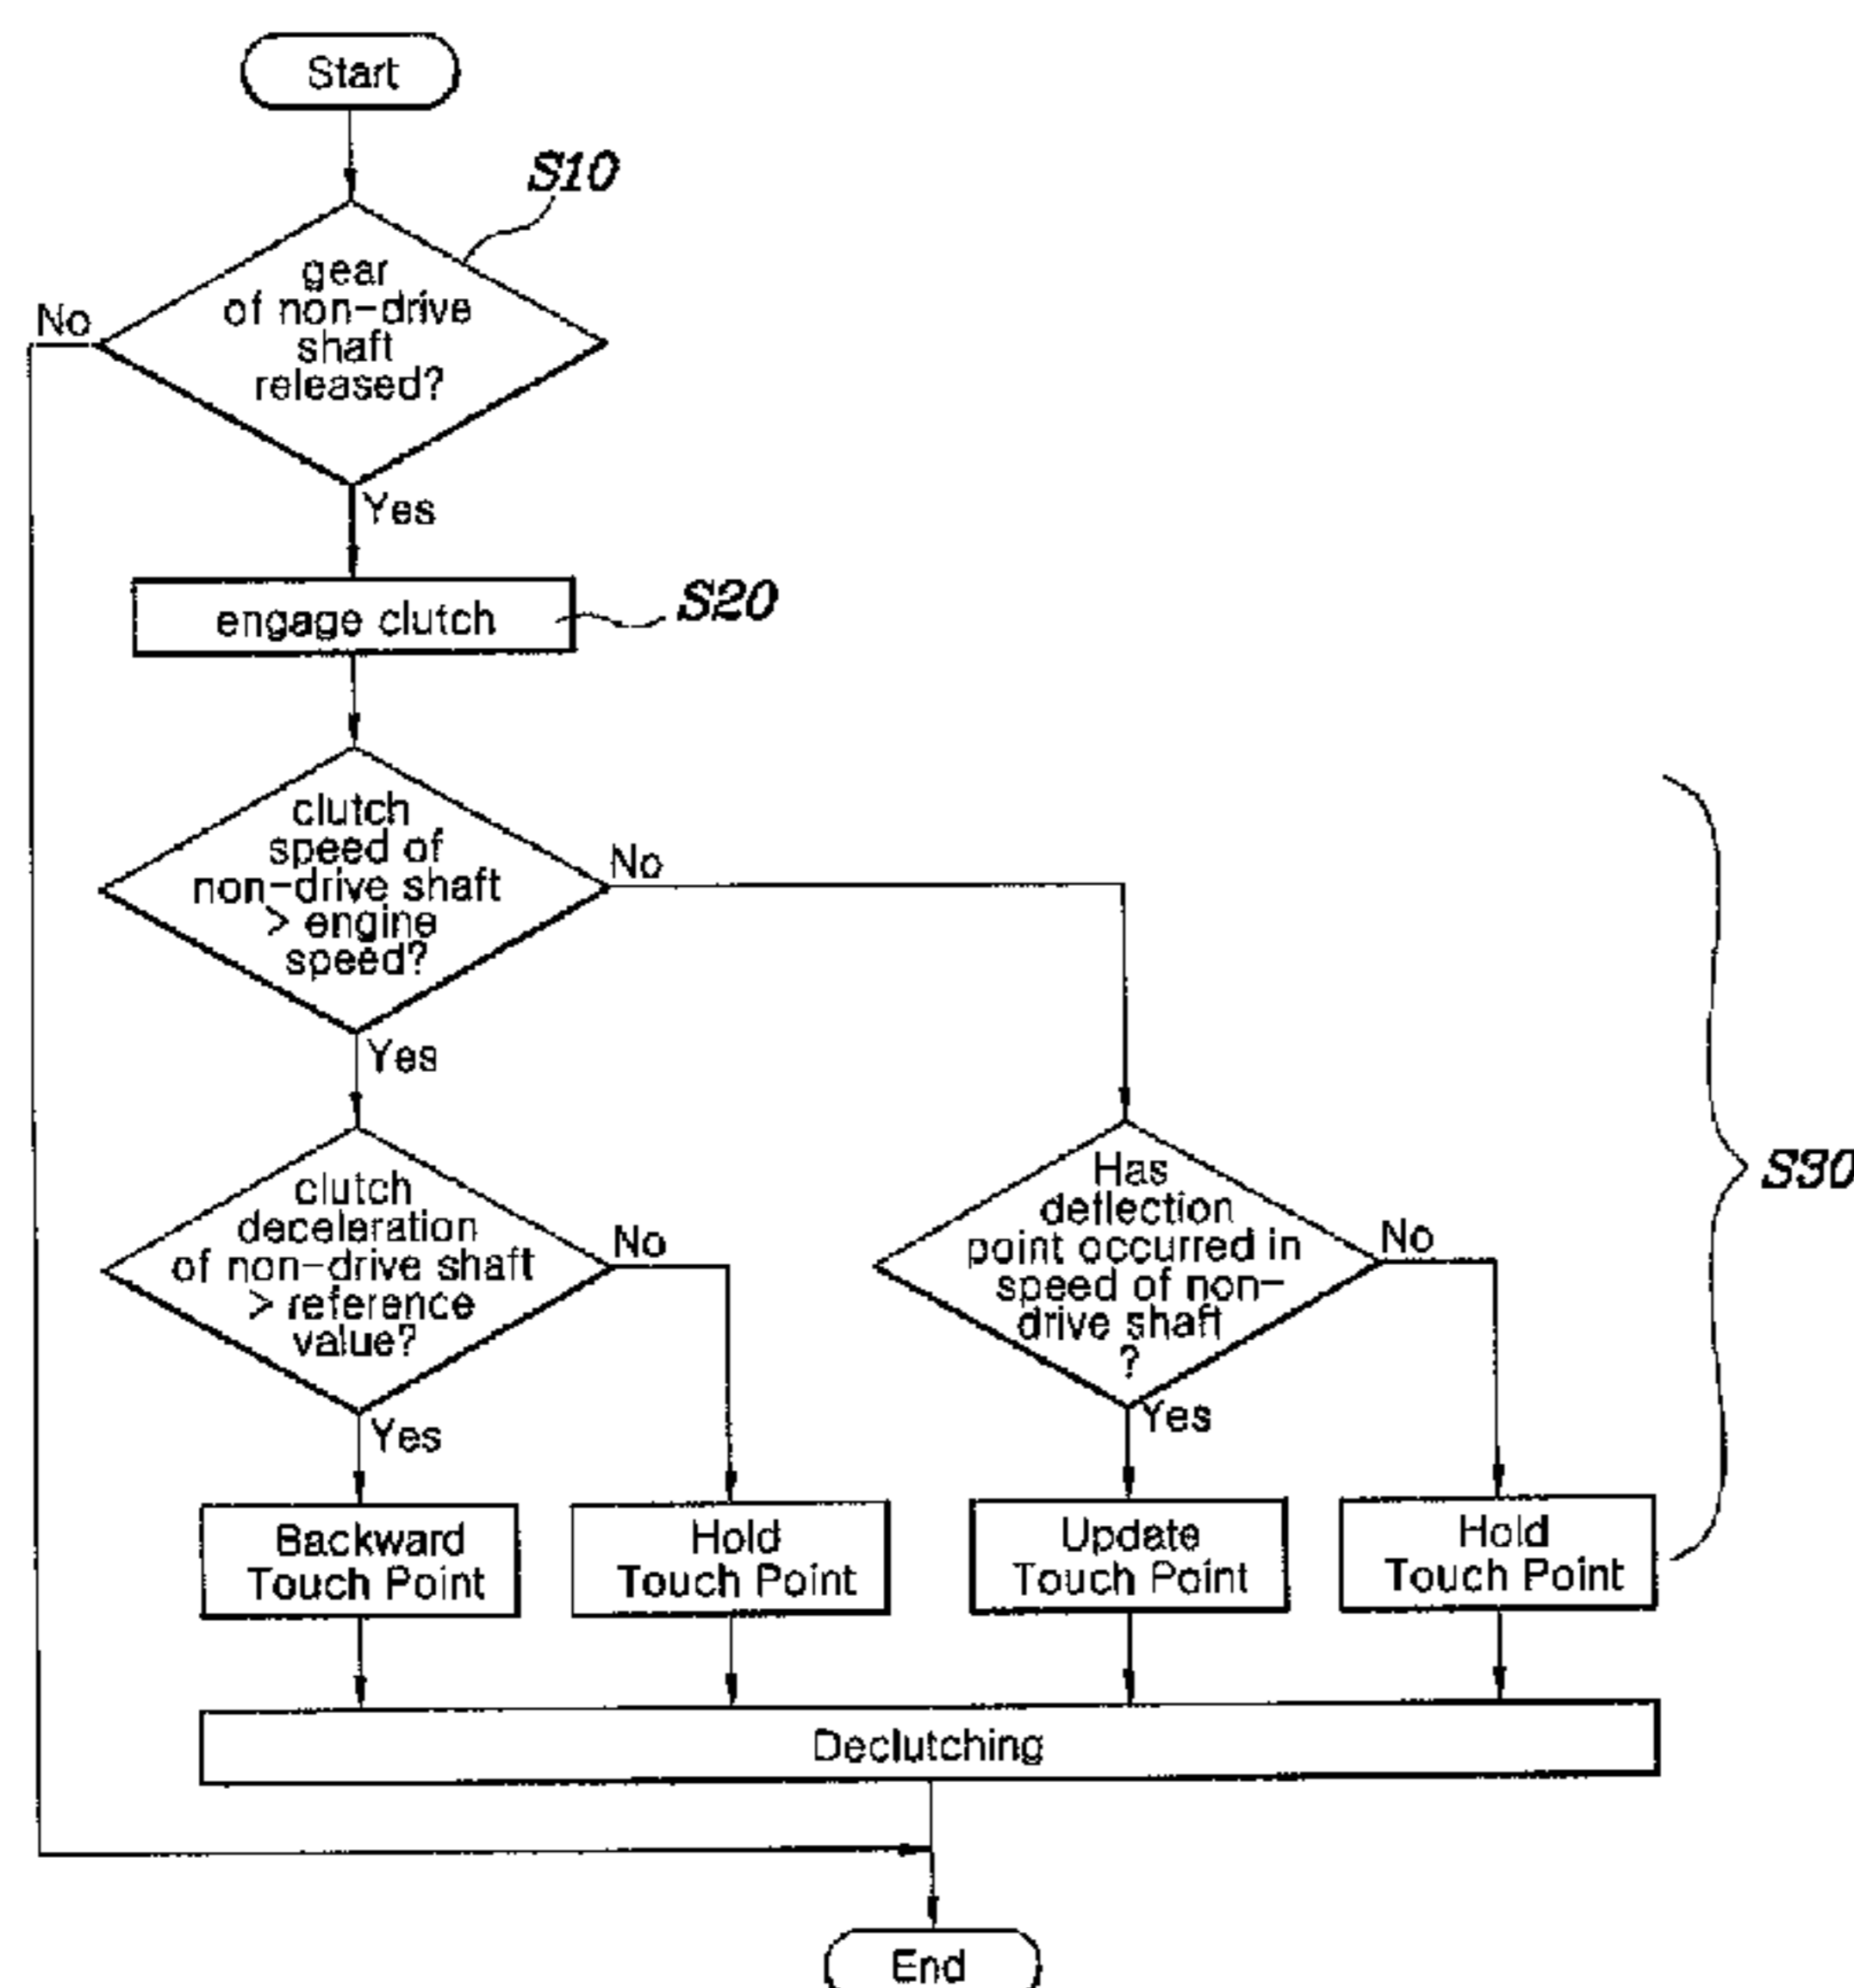 Start
S10
gear
of non-drive
shaft
released?
No
Yes
engage clutch
S20
clutch
speed of
non-drive shaft
> engine
speed?
No
Yes
clutch
deceleration
of non-drive shaft
> reference
value?
No
Yes
Has
deflection
point occurred in
speed of non-
drive shaft
?
No
Yes
S30
Backward
Touch Point
Hold
Touch Point
Update
Touch Point
Hold
Touch Point
Declutching
End